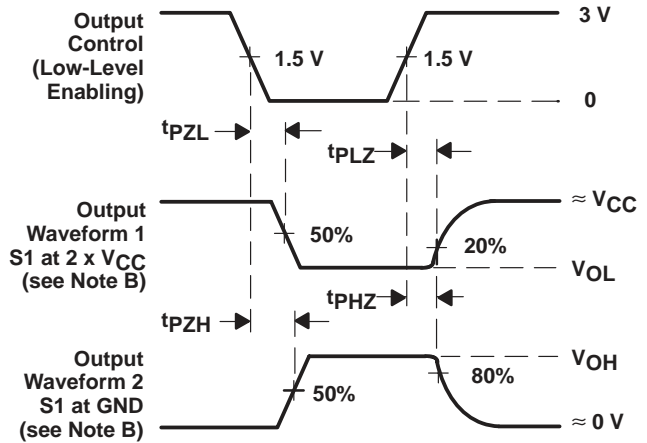 Output
Control
(Low-Level
Enabling)
3 V
1.5 V
1.5 V
0
tPZL
tPLZ
Output
Waveform 1
S1 at 2 x VCC
(see Note B)
≈ VCC
50%
20%
VOL
tPHZ
tPZH
Output
Waveform 2
S1 at GND
(see Note B)
VOH
50%
80%
≈ 0 V